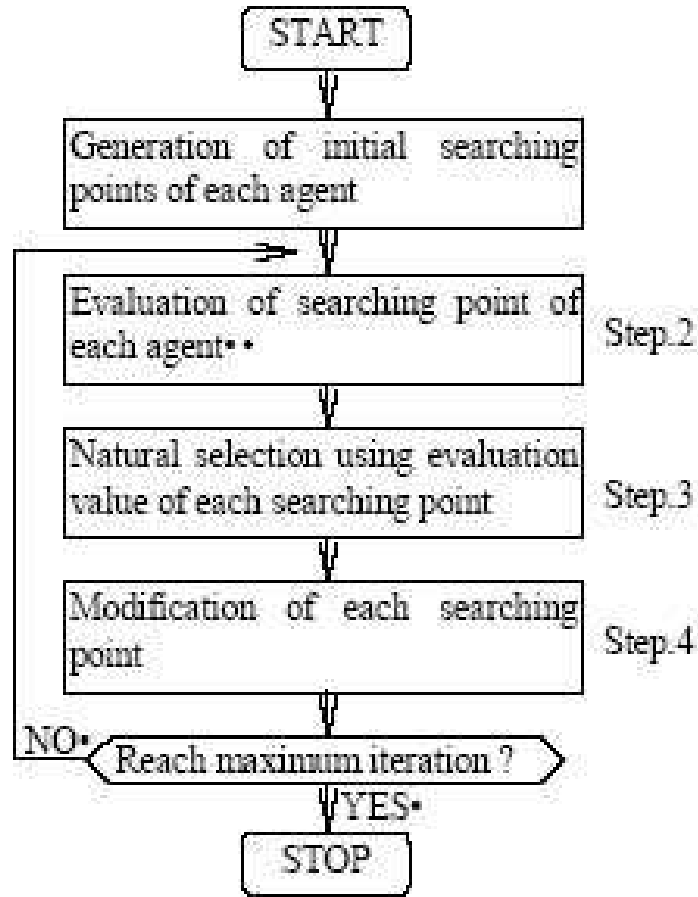 START
Generation of initial searching
points of each agent
Evaluation of searching point of
each agent••
Step.2
Natural selection using evaluation
value of each searching point
Step.3
Modification of each searching
point
Step.4
NO•
Reach maximum iteration ?
YES•
STOP